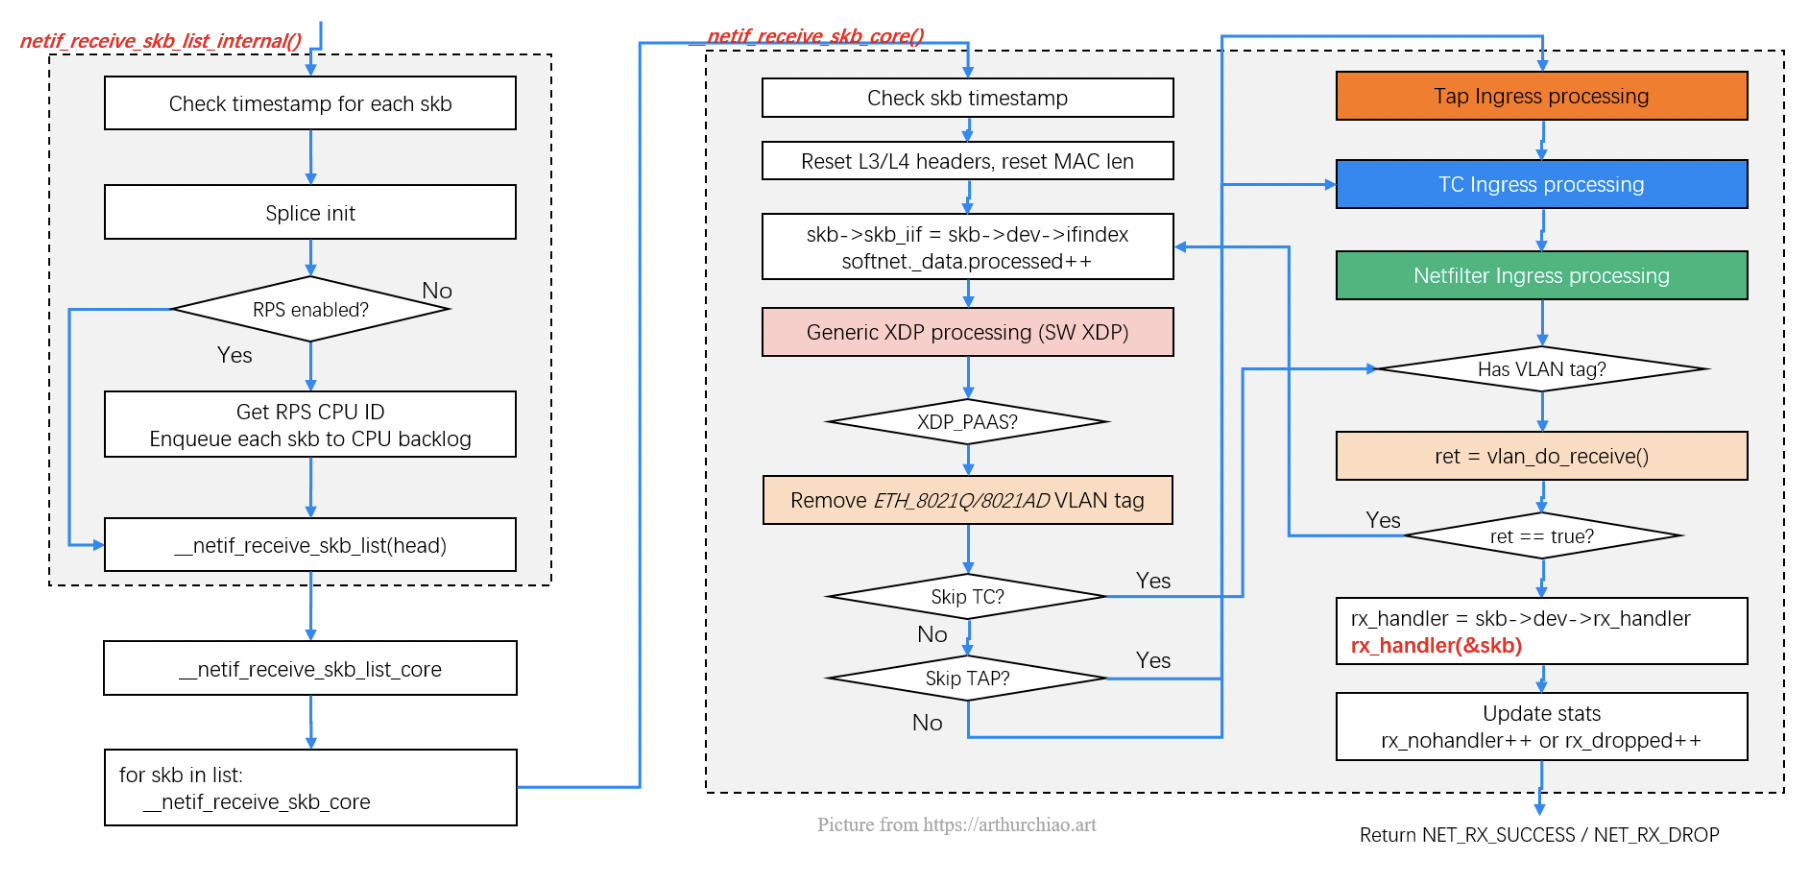 netif_receive_skb_list_internal()
Check timestamp for each skb
Splice init
RPS enabled?
No
Yes
Get RPS CPU ID
Enqueue each skb to CPU backlog
__netif_receive_skb_list(head)
__netif_receive_skb_list_core
for skb in list:
__netif_receive_skb_core
__netif_receive_skb_core()
Check skb timestamp
Reset L3/L4 headers, reset MAC len
skb->skb_iif = skb->dev->ifindex
softnet._data.processed++
Generic XDP processing (SW XDP)
XDP_PAAS?
Remove ETH_8021Q/8021AD VLAN tag
Skip TC?
Yes
No
Skip TAP?
Yes
No
Tap Ingress processing
TC Ingress processing
Netfilter Ingress processing
Has VLAN tag?
ret = vlan_do_receive()
Yes
ret == true?
rx_handler = skb->dev->rx_handler
rx_handler(&skb)
Update stats
rx_nohandler++ or rx_dropped++
Return NET_RX_SUCCESS / NET_RX_DROP
Picture from https://arthurchiao.art